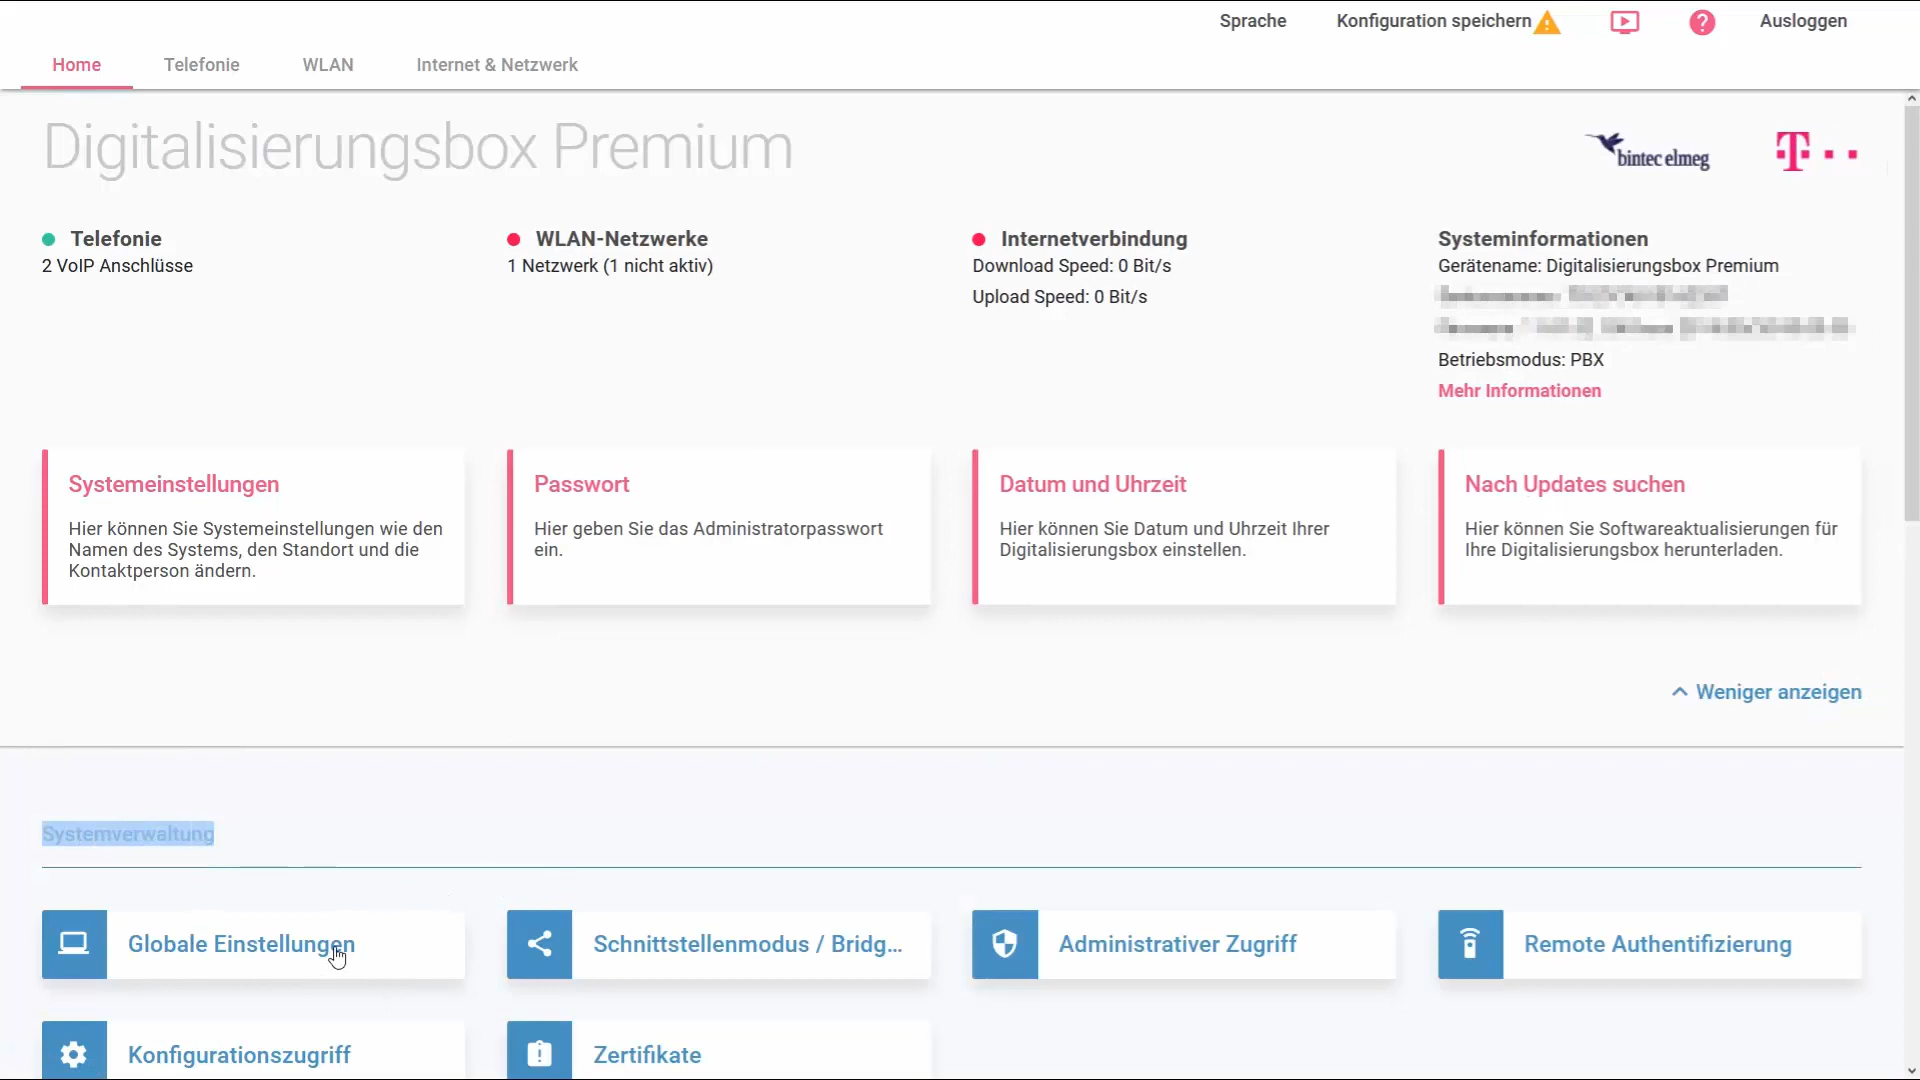 Sprache
Konfiguration speichern
Ausloggen
Home
Telefonie
WLAN
Internet & Netzwerk
Digitalisierungsbox Premium
bintec elmeg
T
Telefonie
2 VoIP Anschlüsse
WLAN-Netzwerke
1 Netzwerk (1 nicht aktiv)
Internetverbindung
Download Speed: 0 Bit/s
Upload Speed: 0 Bit/s
Systeminformationen
Gerätename: Digitalisierungsbox Premium
Betriebsmodus: PBX
Mehr Informationen
Systemeinstellungen
Hier können Sie Systemeinstellungen wie den
Namen des Systems, den Standort und die
Kontaktperson ändern.
Passwort
Hier geben Sie das Administratorpasswort
ein.
Datum und Uhrzeit
Hier können Sie Datum und Uhrzeit Ihrer
Digitalisierungsbox einstellen.
Nach Updates suchen
Hier können Sie Softwareaktualisierungen für
Ihre Digitalisierungsbox herunterladen.
Weniger anzeigen
Systemverwaltung
Globale Einstellungen
Schnittstellenmodus / Bridg...
Administrativer Zugriff
Remote Authentifizierung
Konfigurationszugriff
Zertifikate